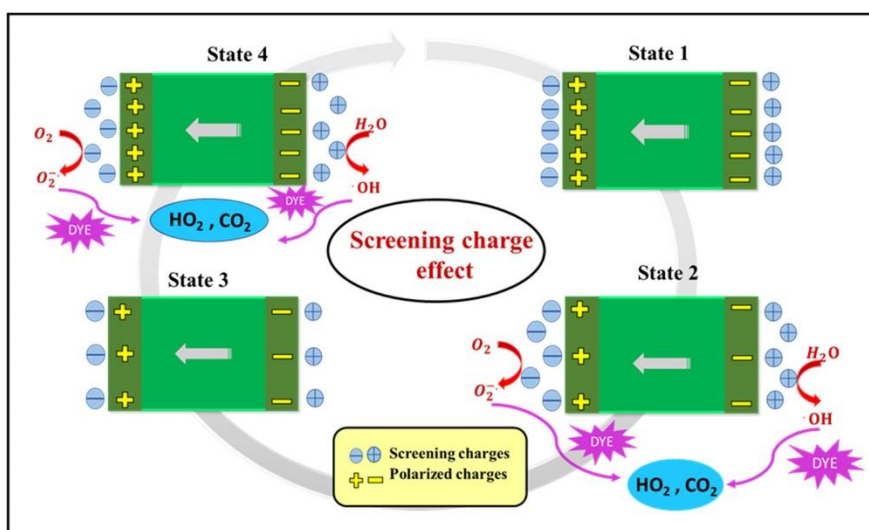 State 4
O₂
O₂⁻·
H₂O
·OH
DYE
DYE
HO₂ , CO₂
State 1
Screening charge
effect
State 3
State 2
O₂
O₂⁻·
H₂O
·OH
DYE
DYE
HO₂ , CO₂
Screening charges
Polarized charges